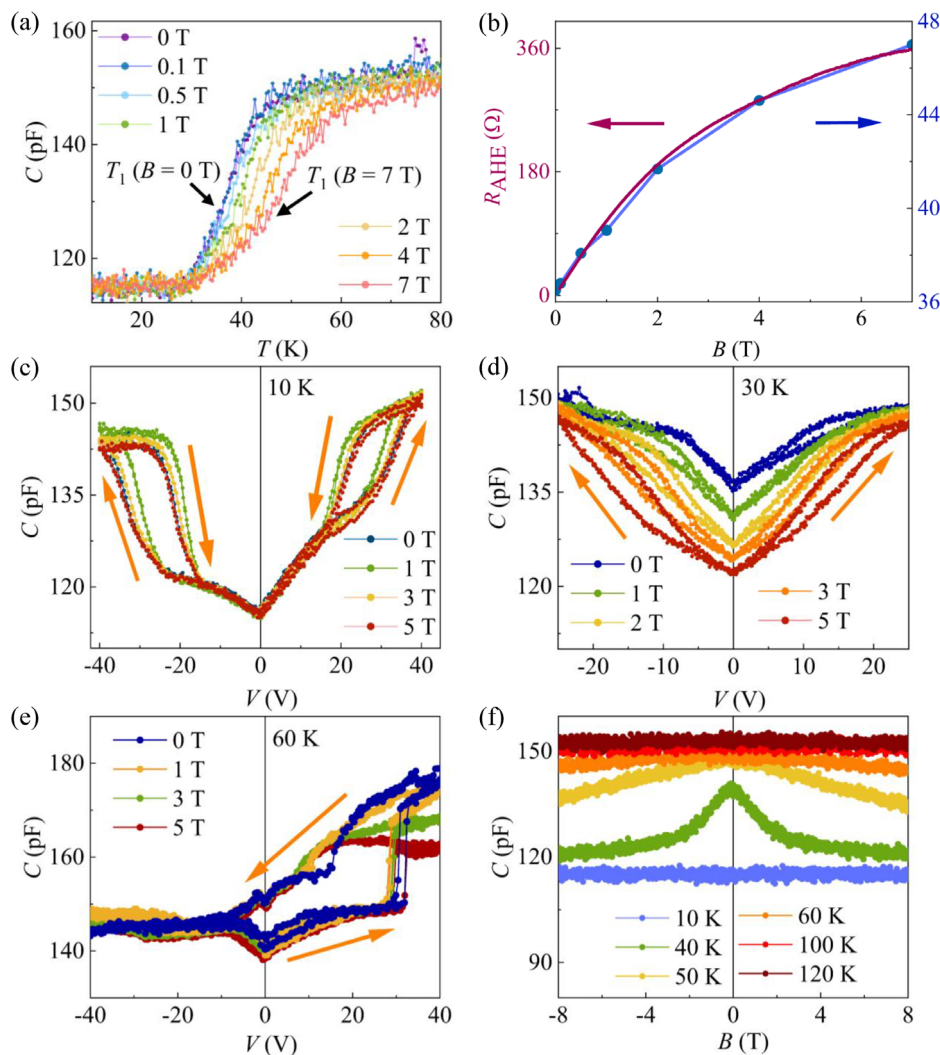 (a)
160
140
120
C (pF)
0 T
0.1 T
0.5 T
1 T
T₁ (B = 0 T)
T₁ (B = 7 T)
2 T
4 T
7 T
20 40 60 80
T (K)
(b)
360
180
0
R_AHE (Ω)
48
44
40
36
0 2 4 6
B (T)
(c)
10 K
150
135
120
C (pF)
0 T
1 T
3 T
5 T
-40 -20 0 20 40
V (V)
(d)
30 K
150
135
120
C (pF)
0 T
1 T
2 T
3 T
5 T
-20 -10 0 10 20
V (V)
(e)
60 K
180
160
140
C (pF)
0 T
1 T
3 T
5 T
-40 -20 0 20 40
V (V)
(f)
150
120
90
C (pF)
10 K
40 K
50 K
60 K
100 K
120 K
-8 -4 0 4 8
B (T)